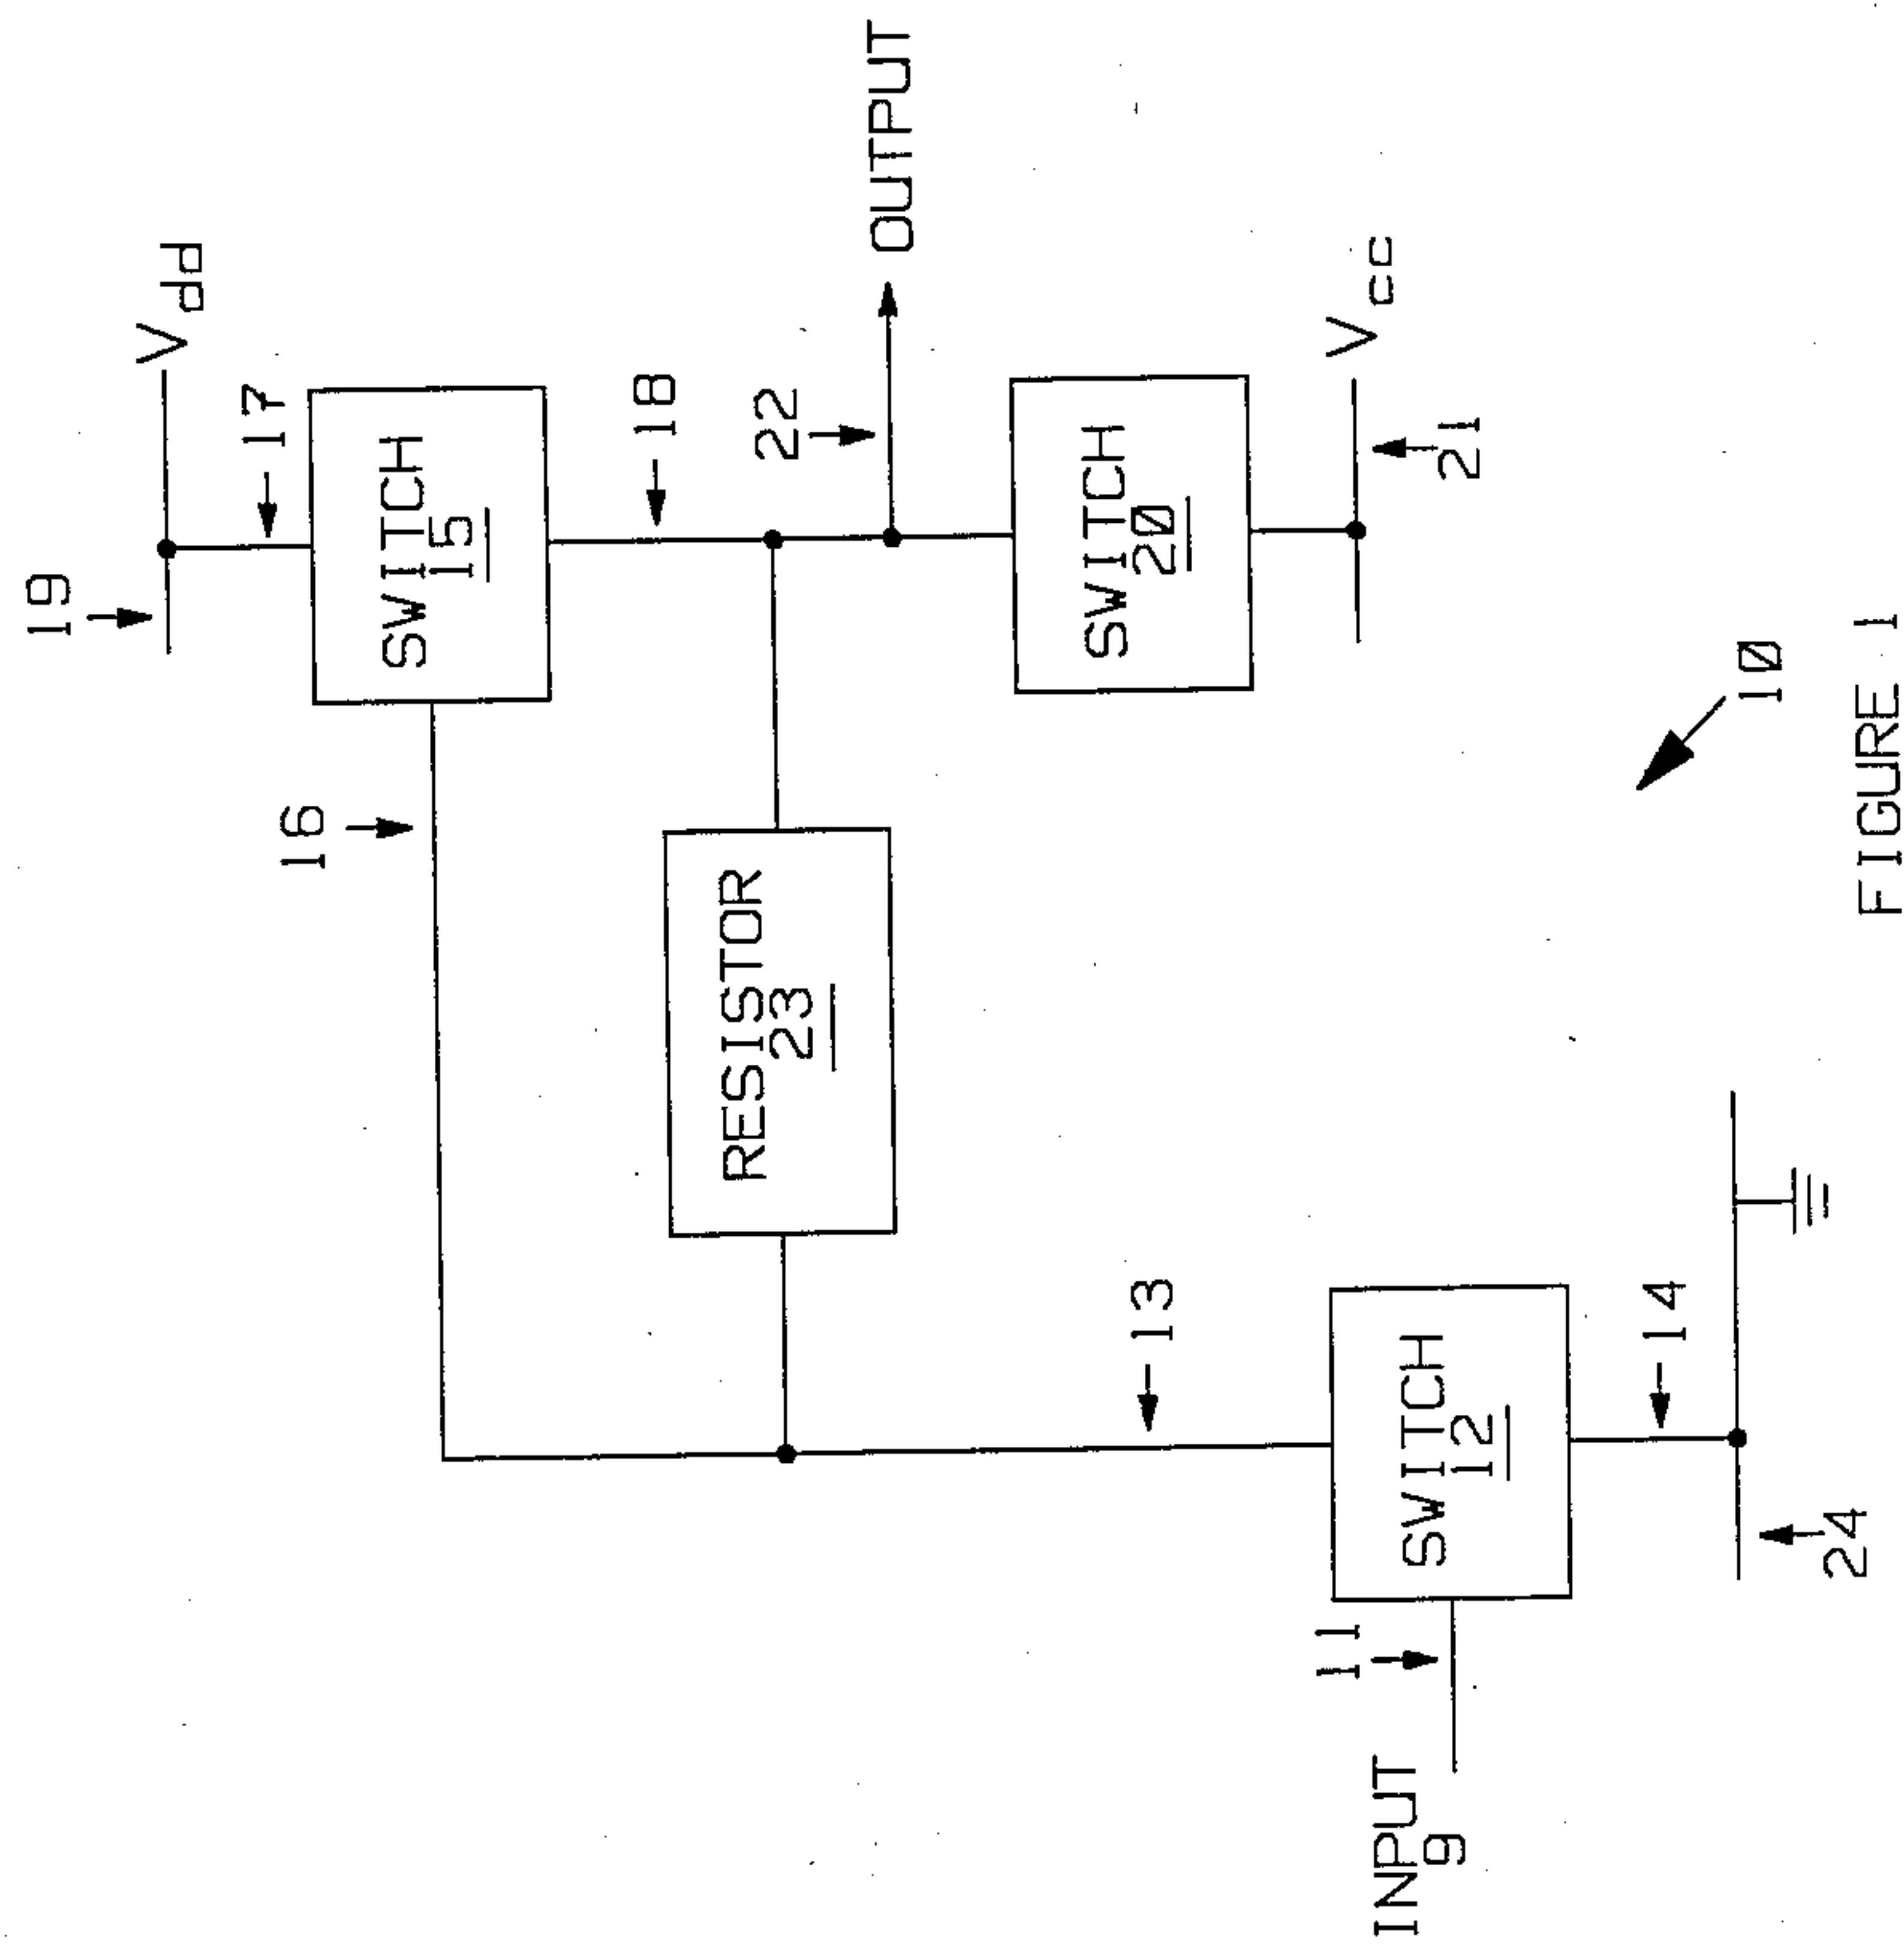 19
V dd
17
SWITCH
15
16
18
22
OUTPUT
RESISTOR
23
SWITCH
20
V cc
21
13
INPUT
9
11
SWITCH
12
14
24
10
FIGURE 1